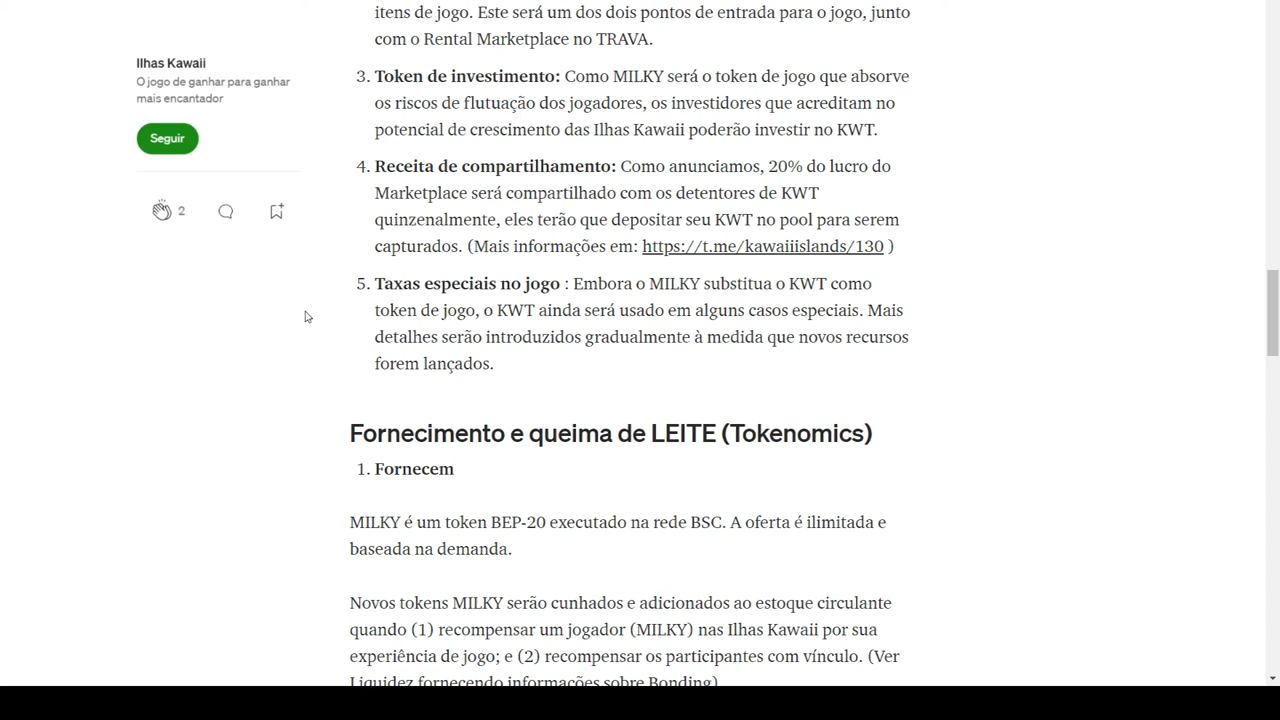 itens de jogo. Este será um dos dois pontos de entrada para o jogo, junto
com o Rental Marketplace no TRAVA.
Ilhas Kawaii
O jogo de ganhar para ganhar
mais encantador
Seguir
2
3. Token de investimento: Como MILKY será o token de jogo que absorve
os riscos de flutuação dos jogadores, os investidores que acreditam no
potencial de crescimento das Ilhas Kawaii poderão investir no KWT.
4. Receita de compartilhamento: Como anunciamos, 20% do lucro do
Marketplace será compartilhado com os detentores de KWT
quinzenalmente, eles terão que depositar seu KWT no pool para serem
capturados. (Mais informações em: https://t.me/kawaiiislands/130 )
5. Taxas especiais no jogo : Embora o MILKY substitua o KWT como
token de jogo, o KWT ainda será usado em alguns casos especiais. Mais
detalhes serão introduzidos gradualmente à medida que novos recursos
forem lançados.
Fornecimento e queima de LEITE (Tokenomics)
1. Fornecem
MILKY é um token BEP-20 executado na rede BSC. A oferta é ilimitada e
baseada na demanda.
Novos tokens MILKY serão cunhados e adicionados ao estoque circulante
quando (1) recompensar um jogador (MILKY) nas Ilhas Kawaii por sua
experiência de jogo; e (2) recompensar os participantes com vínculo. (Ver
Liquidez fornecendo informações sobre Bonding)